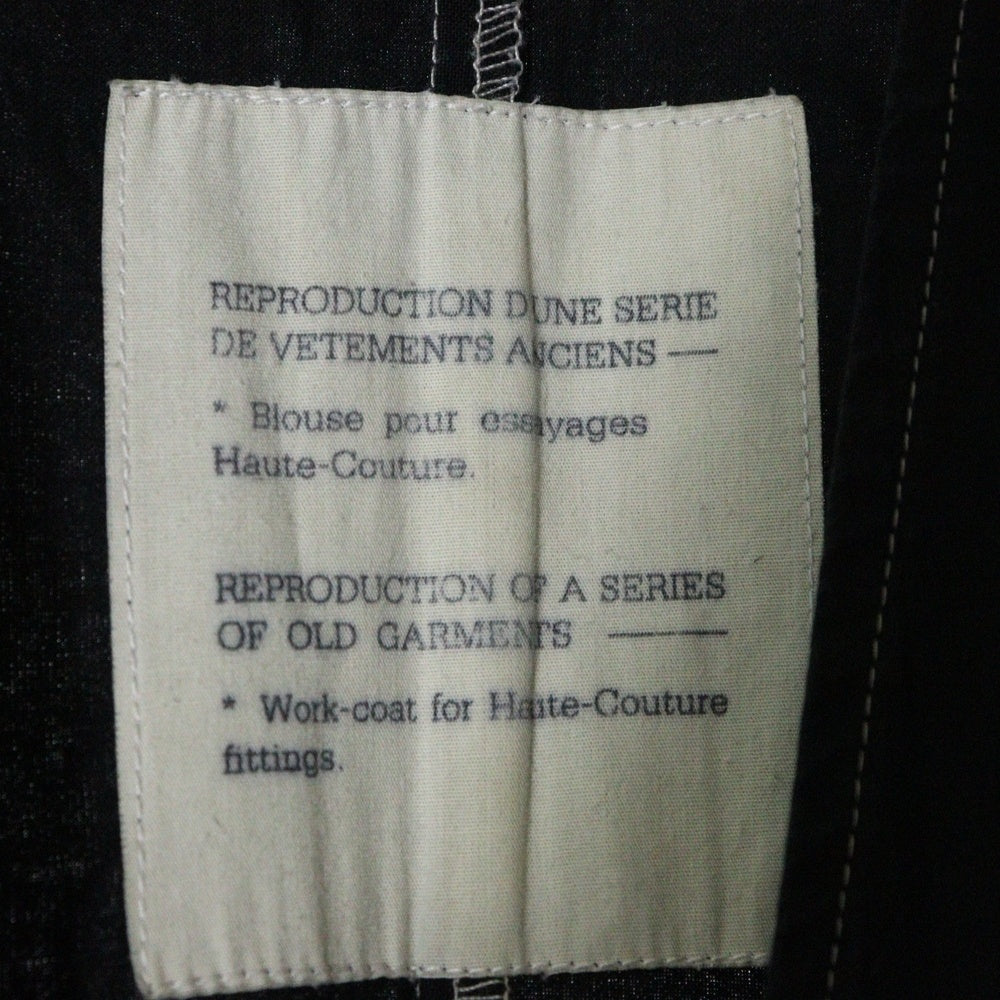 REPRODUCTION DUNE SERIE
DE VETEMENTS ANCIENS —
* Blouse pour essayages
Haute-Couture.
REPRODUCTION OF A SERIES
OF OLD GARMENTS ——
* Work-coat for Haute-Couture
fittings.